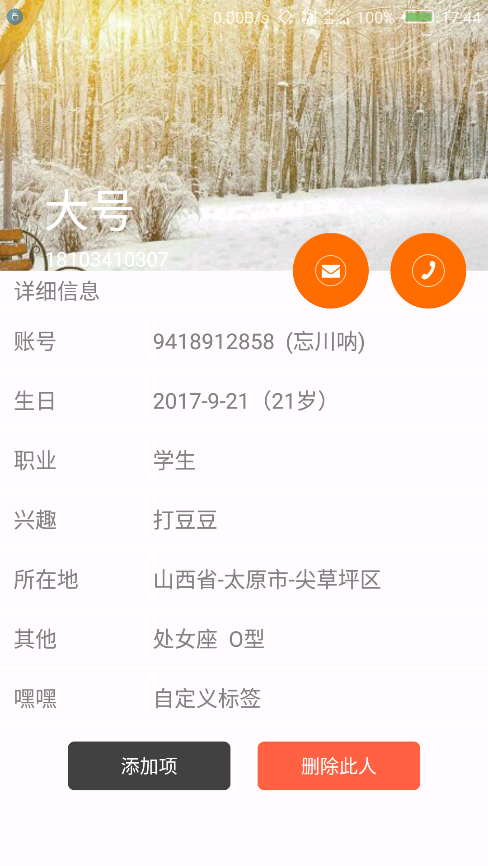 0.00B/s 100% 17:44
大号
18103410307
详细信息
账号 9418912858 (忘川呐)
生日 2017-9-21（21岁）
职业 学生
兴趣 打豆豆
所在地 山西省-太原市-尖草坪区
其他 处女座 O型
嘿嘿 自定义标签
添加项 删除此人